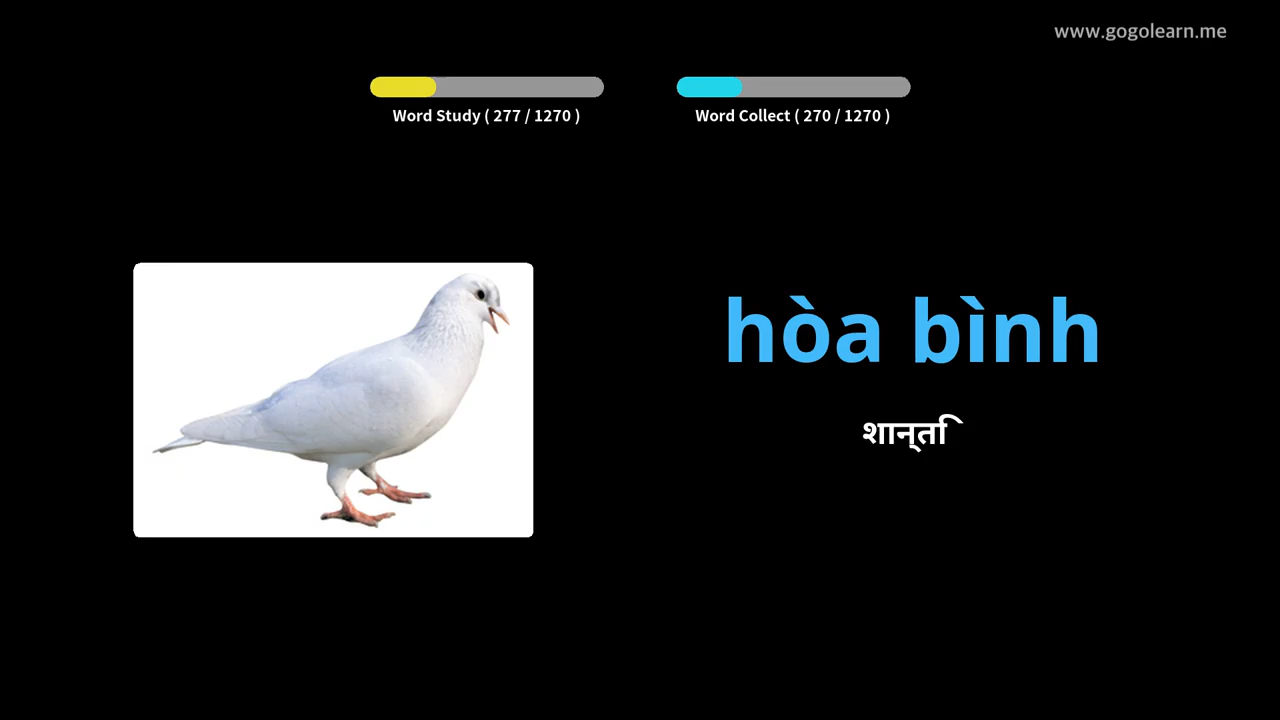 www.gogolearn.me
Word Study ( 277 / 1270 )
Word Collect ( 270 / 1270 )
hòa bình
शान्ति